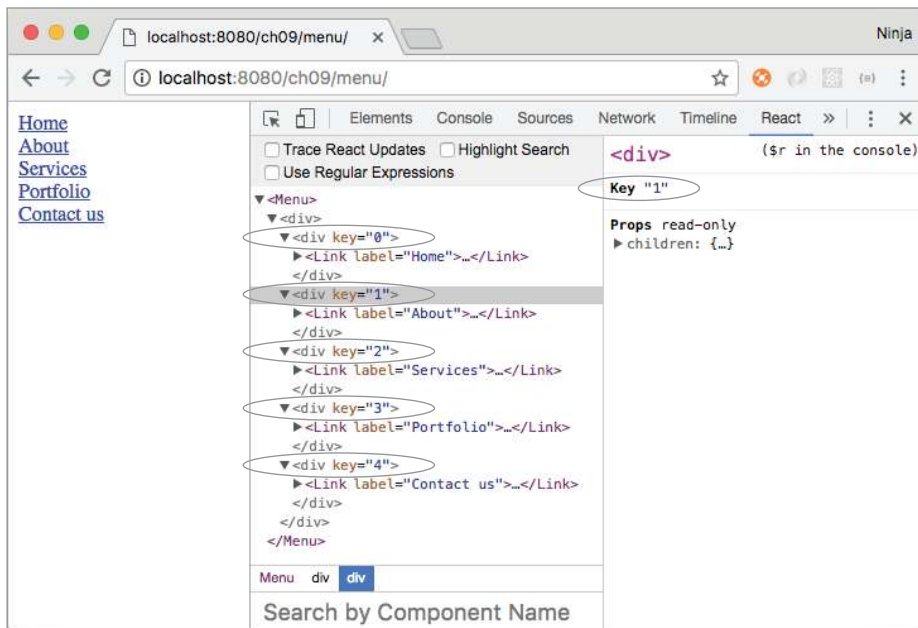 localhost:8080/ch09/menu/ ×
Ninja
localhost:8080/ch09/menu/
Home
About
Services
Portfolio
Contact us
Elements Console Sources Network Timeline React » ⋮ ×
Trace React Updates Highlight Search
Use Regular Expressions
▼<Menu>
▼<div>
▼<div key="0">
▶<Link label="Home">…</Link>
</div>
▼<div key="1">
▶<Link label="About">…</Link>
</div>
▼<div key="2">
▶<Link label="Services">…</Link>
</div>
▼<div key="3">
▶<Link label="Portfolio">…</Link>
</div>
▼<div key="4">
▶<Link label="Contact us">…</Link>
</div>
</div>
</Menu>
Menu div div
Search by Component Name
<div> ($r in the console)
Key "1"
Props read-only
▶children: {…}